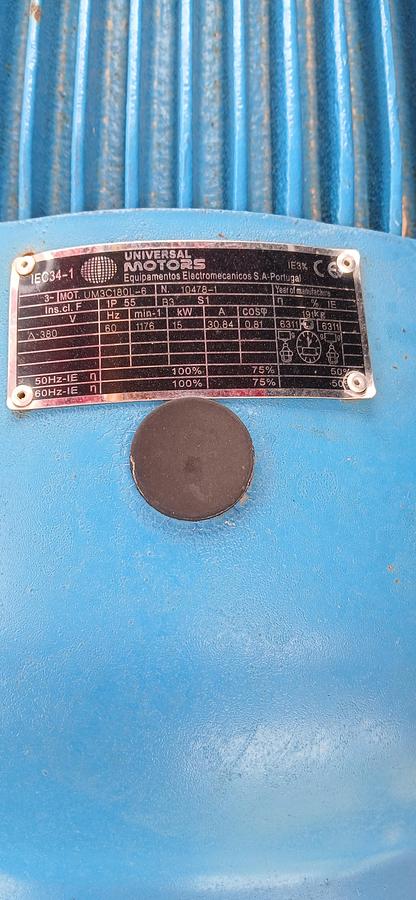 IEC34-1 UNIVERSAL MOTORS IE3% CE
Equipamentos Electromecanicos S.A-Portugal
3~ MOT. UM3C180L-6 N. 10478-1 Year of manufacture
Ins.cl. F IP 55 B3 S1 η % IE
V Hz min-1 kW A cosφ 191kg
Δ-380 60 1176 15 30.84 0.81 6311 6311
100% 75% 50%
50Hz-IE η
60Hz-IE η 100% 75% 50%